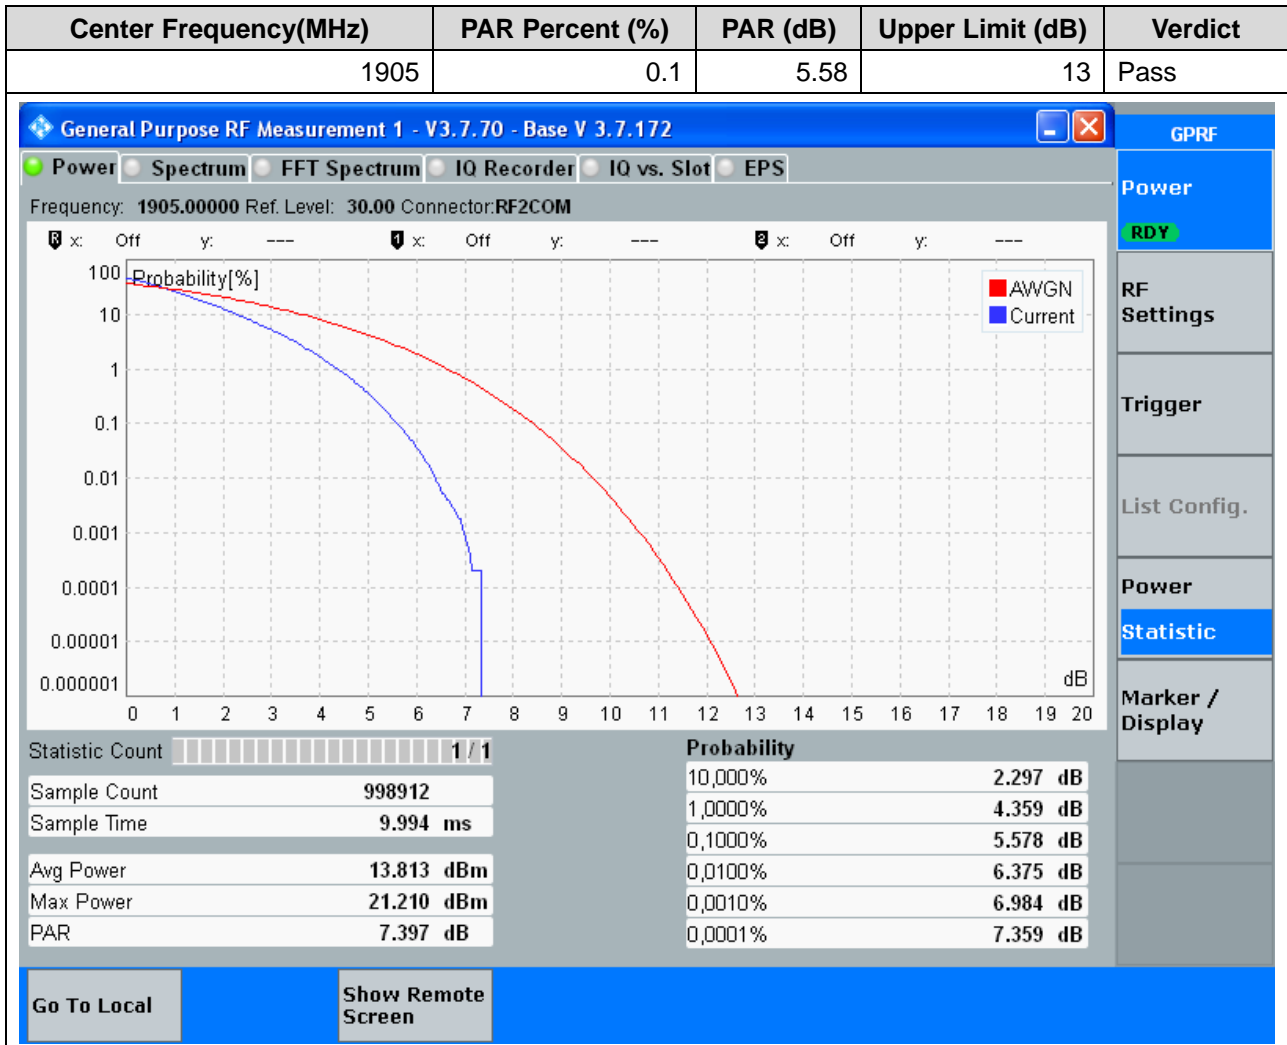 Center Frequency(MHz) PAR Percent (%) PAR (dB) Upper Limit (dB) Verdict
1905 0.1 5.58 13 Pass
General Purpose RF Measurement 1 - V3.7.70 - Base V 3.7.172
GPRF
Power Spectrum FFT Spectrum IQ Recorder IQ vs. Slot EPS
Power
RDY
Frequency: 1905.00000 Ref. Level: 30.00 Connector:RF2COM
R x: Off y: --- 1 x: Off y: --- 2 x: Off y: ---
Probability[%]
AWGN
Current
100
10
1
0.1
0.01
0.001
0.0001
0.00001
0.000001
dB
0 1 2 3 4 5 6 7 8 9 10 11 12 13 14 15 16 17 18 19 20
RF
Settings
Trigger
List Config.
Power
Statistic
Marker /
Display
Statistic Count 1 / 1
Sample Count 998912
Sample Time 9.994 ms
Avg Power 13.813 dBm
Max Power 21.210 dBm
PAR 7.397 dB
Probability
10,000% 2.297 dB
1,0000% 4.359 dB
0,1000% 5.578 dB
0,0100% 6.375 dB
0,0010% 6.984 dB
0,0001% 7.359 dB
Go To Local
Show Remote
Screen